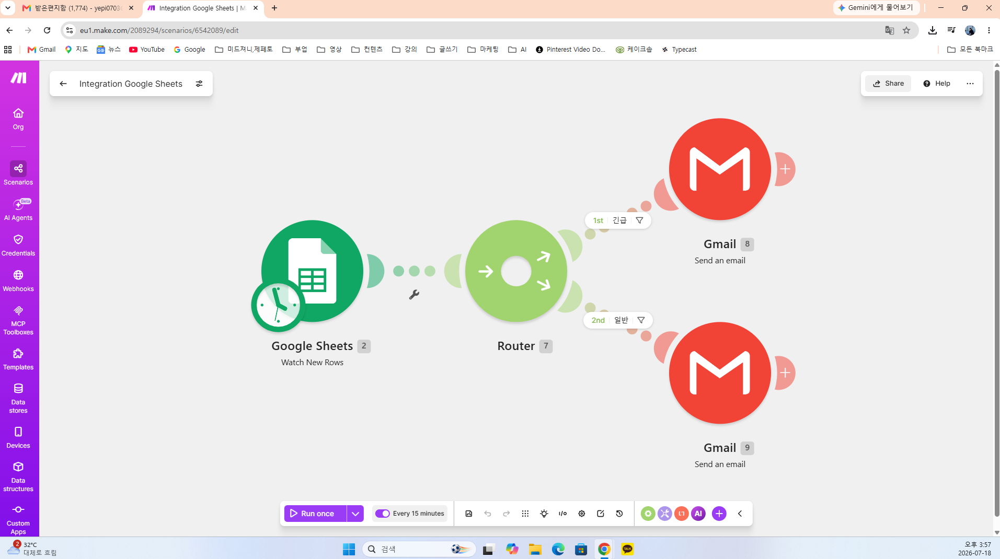 받은편지함 (1,774) - yepi0703
Integration Google Sheets | M
Gemini에게 물어보기
eu1.make.com/2089294/scenarios/6542089/edit
Gmail
지도
뉴스
YouTube
Google
미드져니,제페토
부업
영상
컨텐츠
강의
글쓰기
마케팅
AI
Pinterest Video Do...
케이크솝
Typecast
모든 북마크
Integration Google Sheets
Share
Help
Org
Scenarios
Beta
AI Agents
Credentials
Webhooks
MCP
Toolboxes
Templates
Data
stores
Devices
Data
structures
Custom
Apps
1st 긴급
Gmail 8
Send an email
Google Sheets 2
Watch New Rows
Router 7
2nd 일반
Gmail 9
Send an email
Run once
Every 15 minutes
AI
2
32°C
대체로 흐림
검색
TALK
오후 3:57
2026-07-18